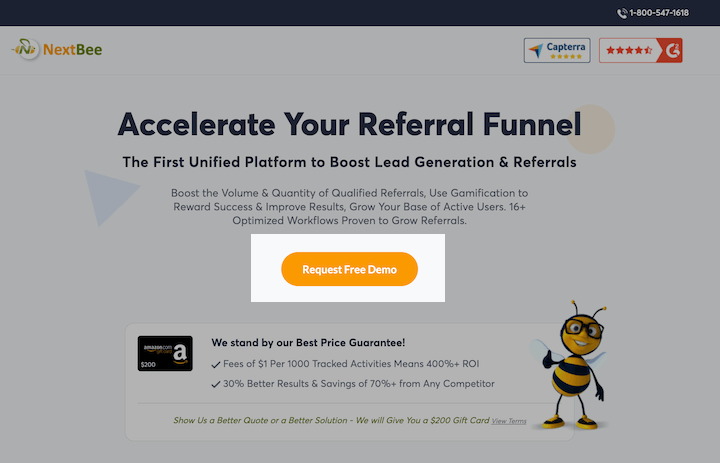 1-800-547-1618
NextBee
Capterra
G2
Accelerate Your Referral Funnel
The First Unified Platform to Boost Lead Generation & Referrals
Boost the Volume & Quantity of Qualified Referrals, Use Gamification to
Reward Success & Improve Results, Grow Your Base of Active Users. 16+
Optimized Workflows Proven to Grow Referrals.
Request Free Demo
We stand by our Best Price Guarantee!
amazon.com
gift card
a
$200
Fees of $1 Per 1000 Tracked Activities Means 400%+ ROI
30% Better Results & Savings of 70%+ from Any Competitor
Show Us a Better Quote or a Better Solution - We will Give You a $200 Gift Card View Terms